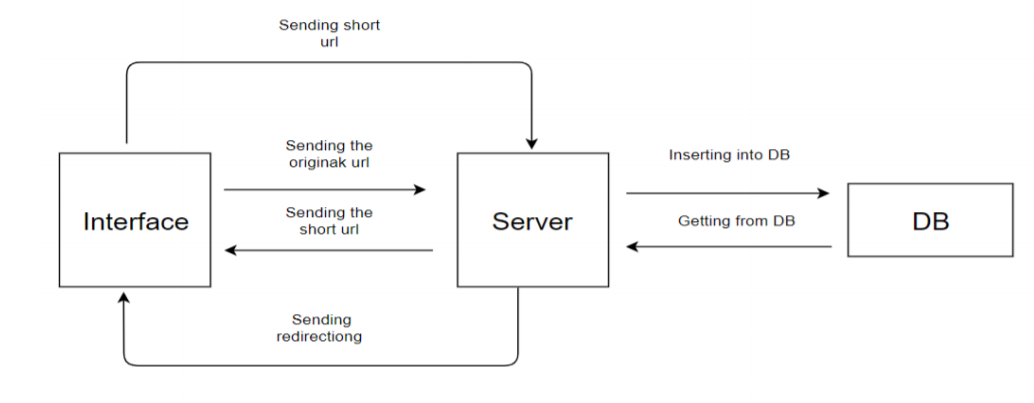 Sending short
url
Sending the
originak url
Inserting into DB
Interface
Sending the
short url
Server
Getting from DB
DB
Sending
redirectiong